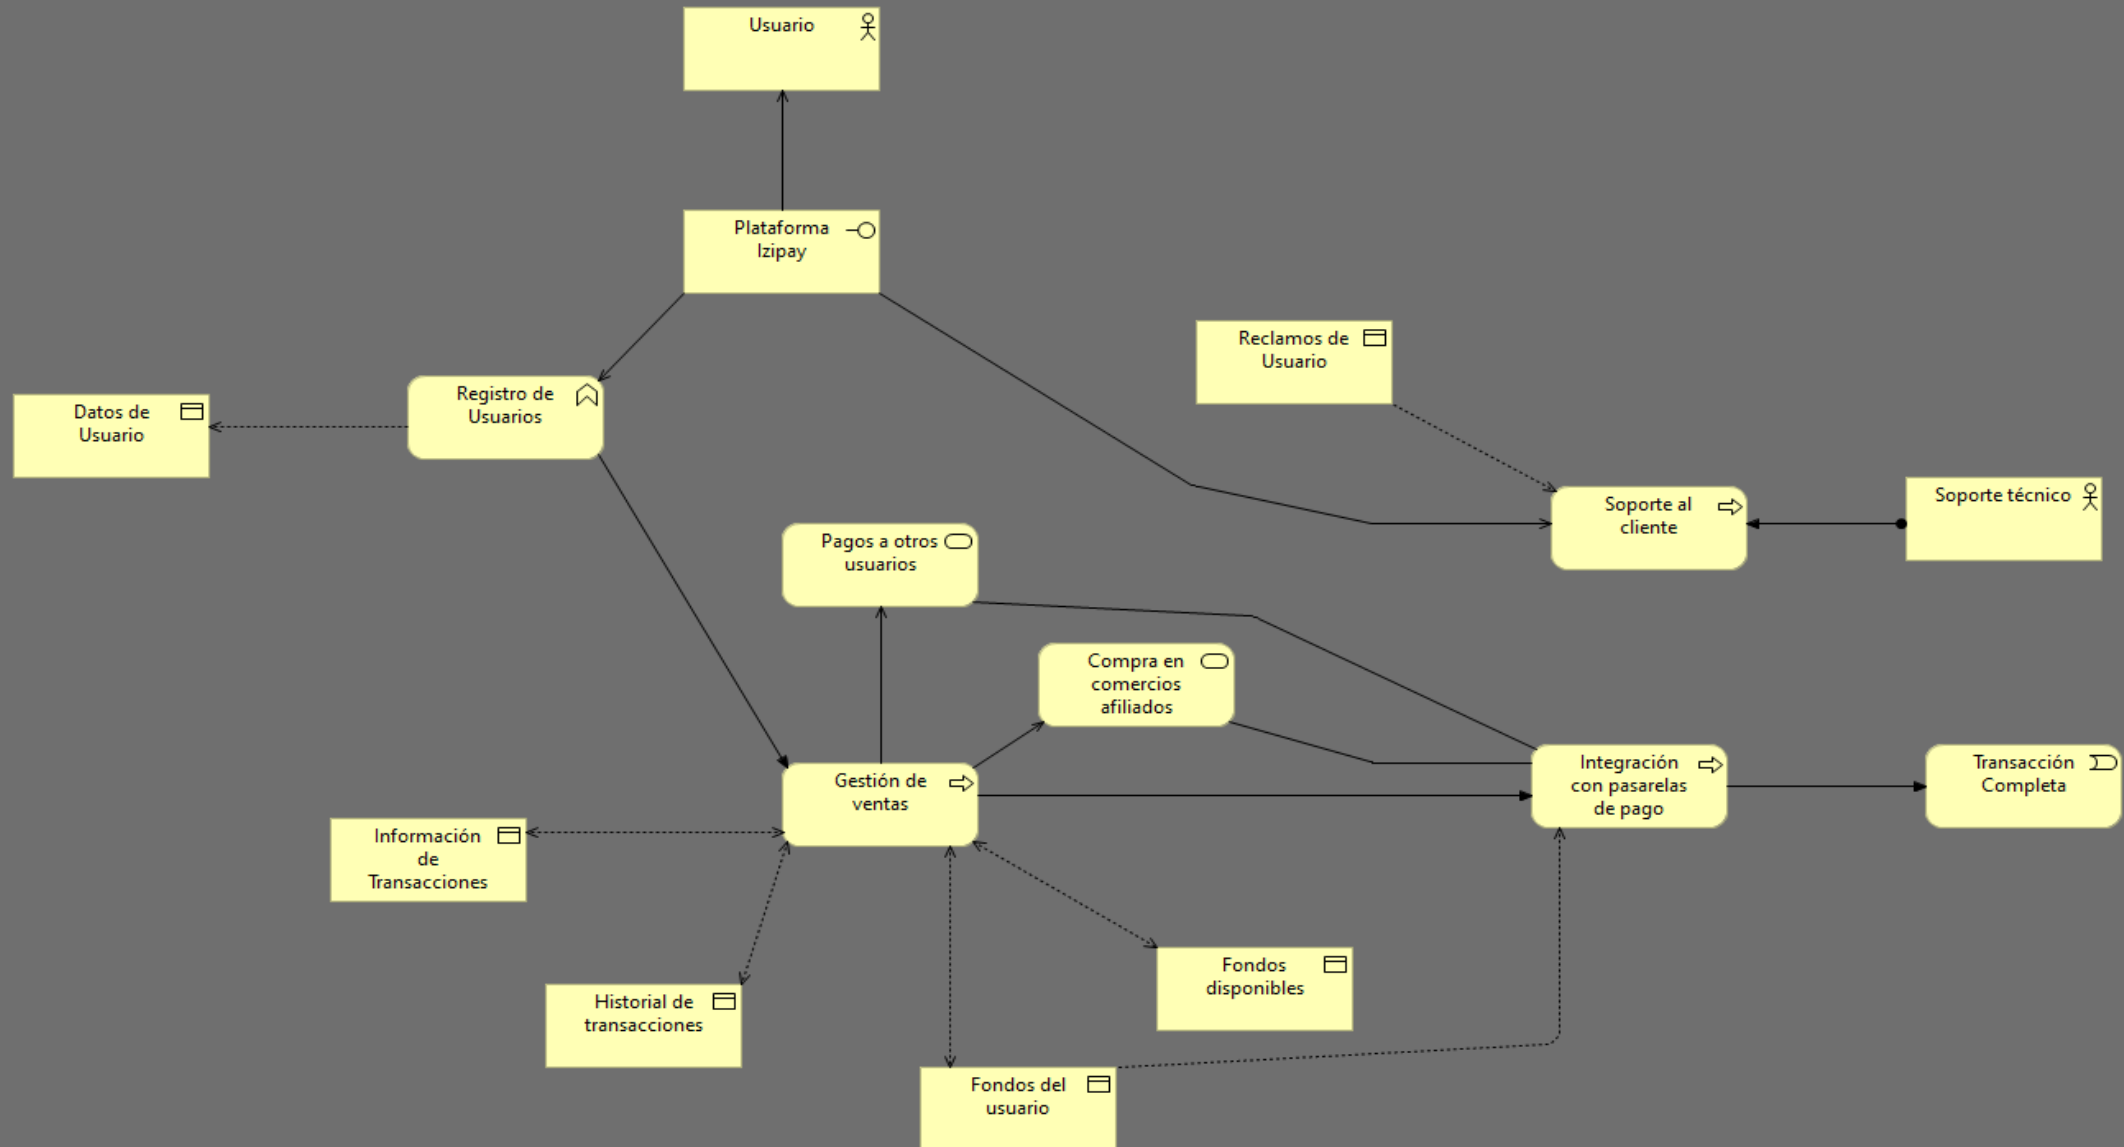 Usuario
Plataforma
Izipay
Reclamos de
Usuario
Registro de
Usuarios
Datos de
Usuario
Soporte al
cliente
Soporte técnico
Pagos a otros
usuarios
Compra en
comercios
afiliados
Gestión de
ventas
Integración
con pasarelas
de pago
Transacción
Completa
Información
de
Transacciones
Fondos
disponibles
Historial de
transacciones
Fondos del
usuario